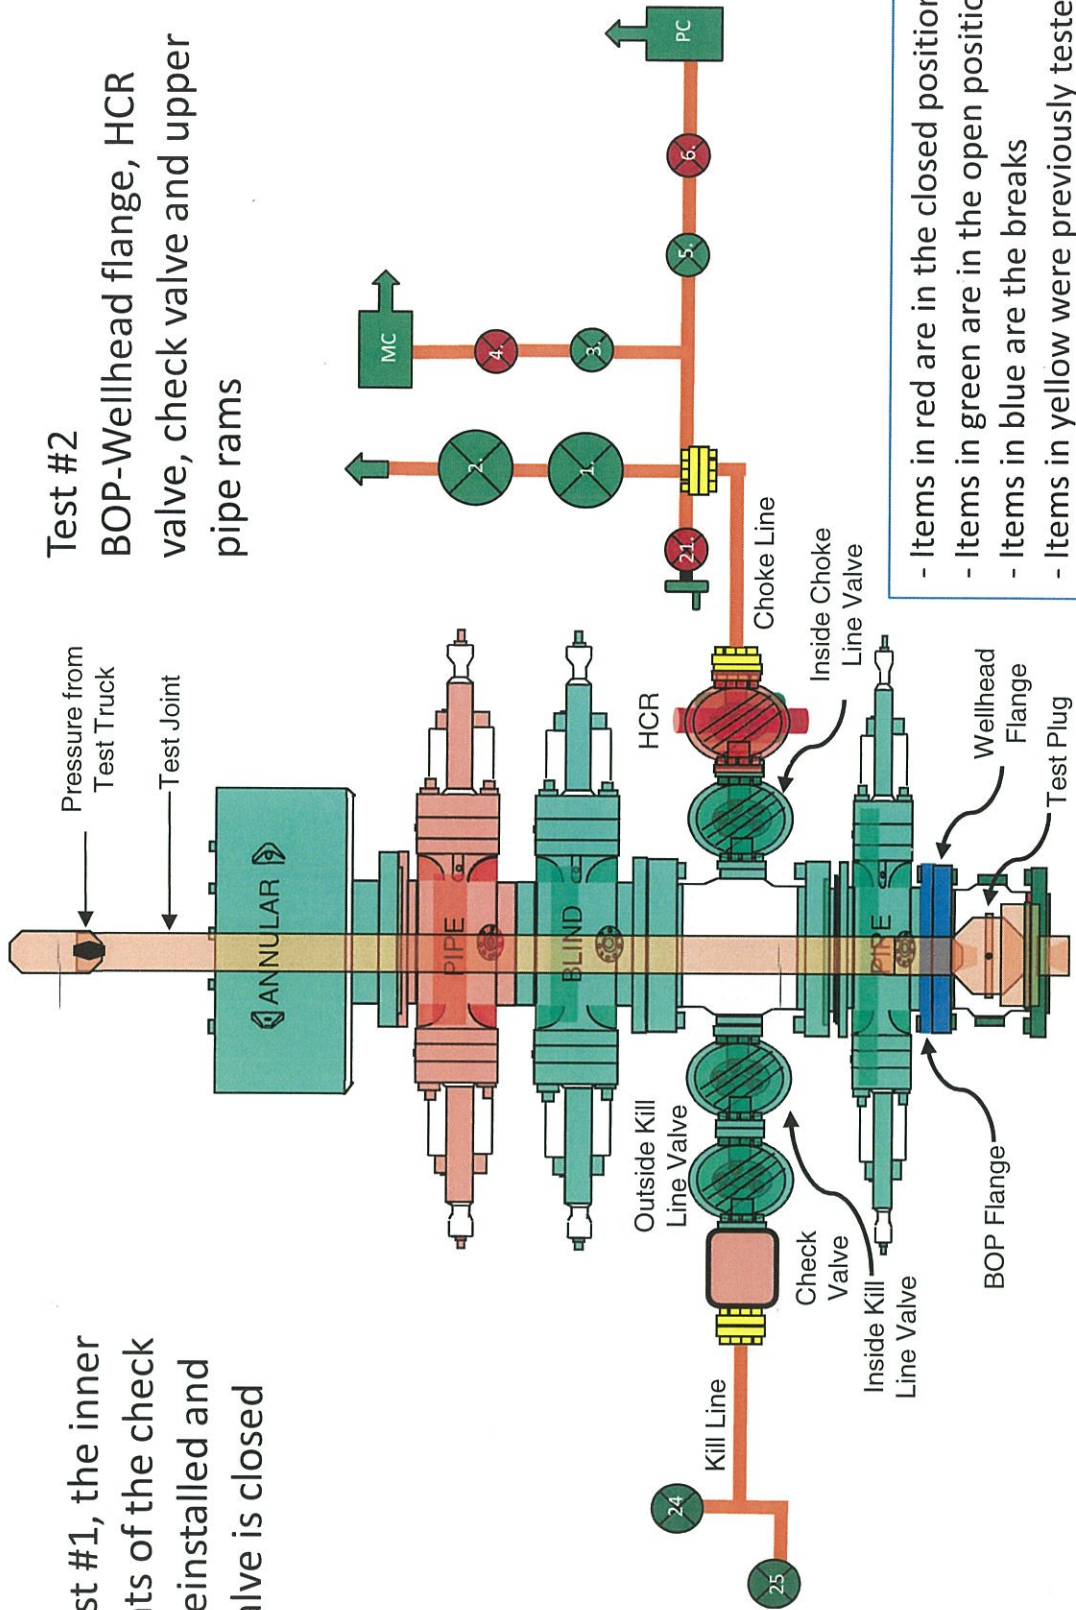 st #1, the inner
ts of the check
einstalled and
alve is closed
Test #2
BOP-Wellhead flange, HCR
valve, check valve and upper
pipe rams
Pressure from
Test Truck
Test Joint
ANNULAR
PIPE
BLIND
PIPE
Outside Kill
Line Valve
Check
Valve
Inside Kill
Line Valve
Kill Line
24
25
BOP Flange
HCR
Choke Line
Inside Choke
Line Valve
Wellhead
Flange
Test Plug
MC
PC
1.
2.
3.
4.
5.
6.
21.
- Items in red are in the closed position
- Items in green are in the open positio
- Items in blue are the breaks
- Items in yellow were previously teste